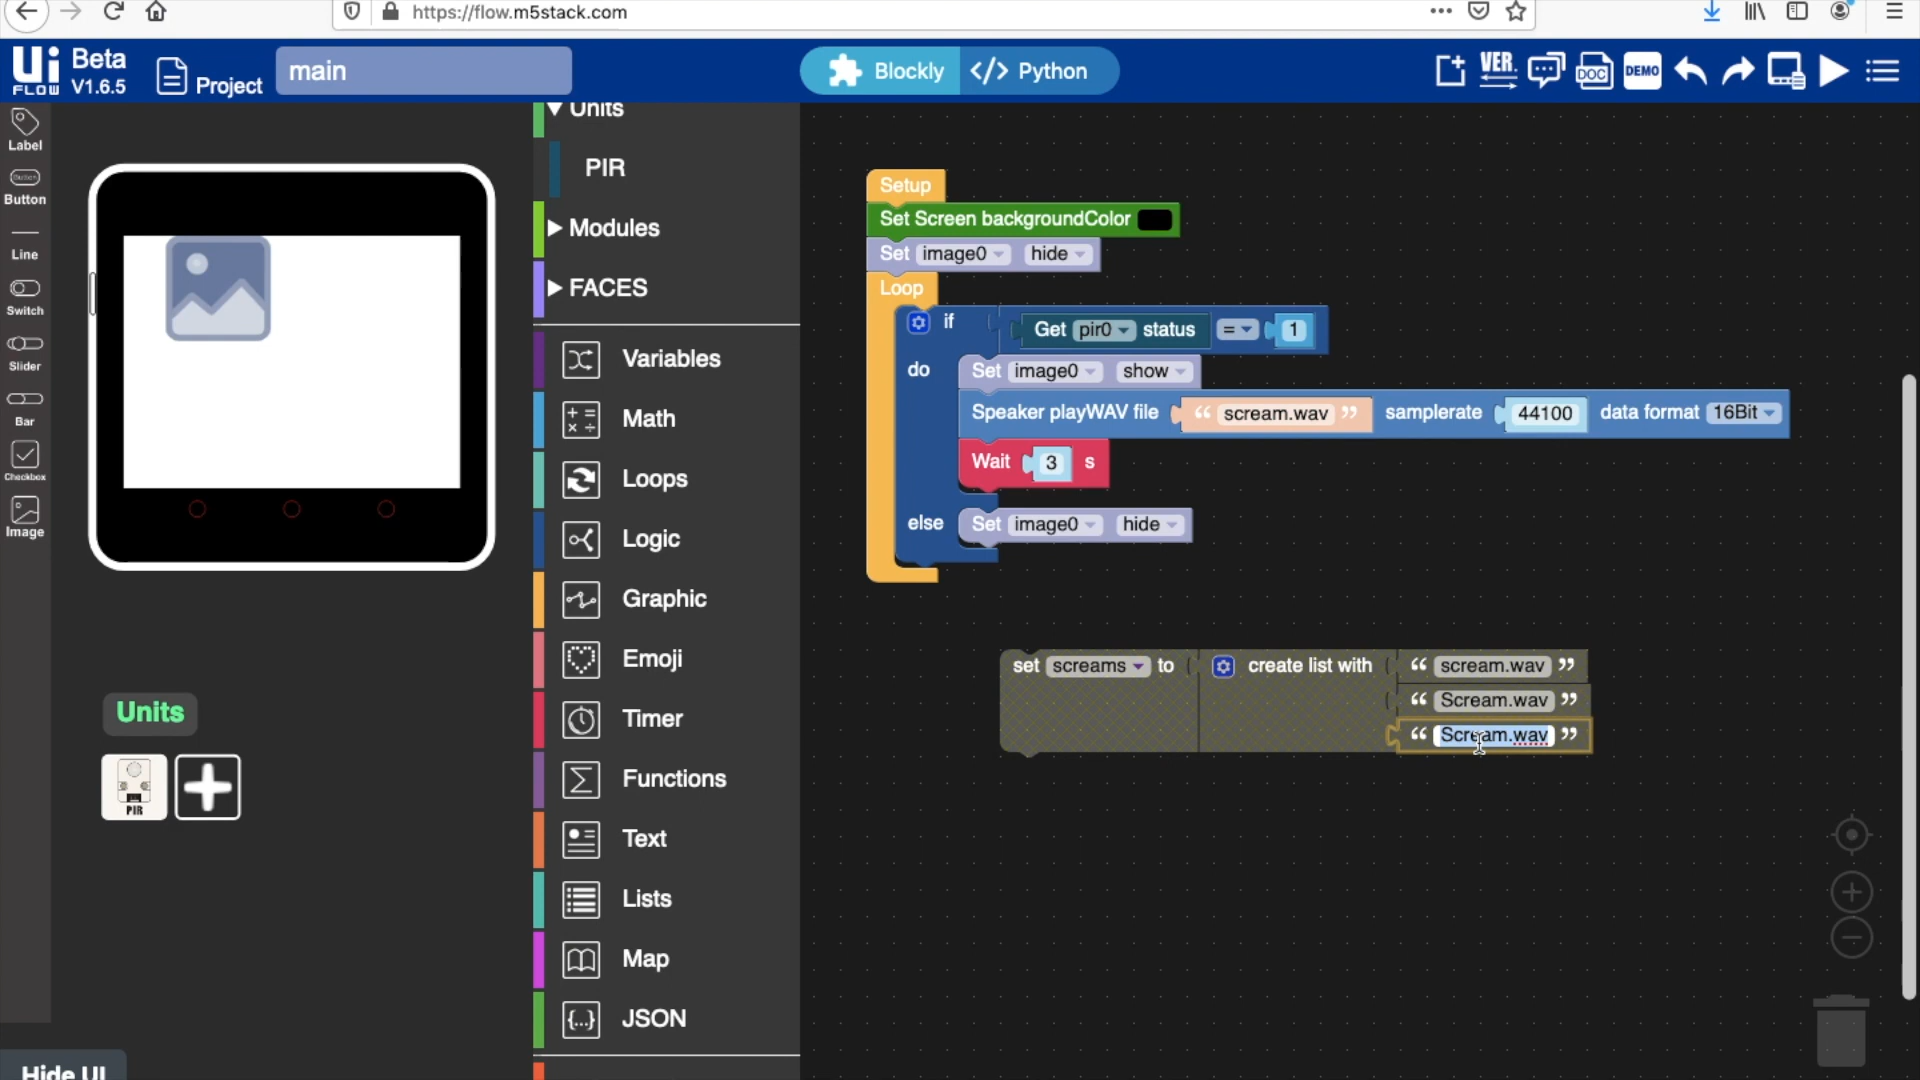 https://flow.m5stack.com
Ui FLOW
Beta
V1.6.5
Project
main
Blockly
</> Python
VER.
DOC
DEMO
Label
Button
Line
Switch
Slider
Bar
Checkbox
Image
Units
PIR
Hide UI
Units
PIR
Modules
FACES
Variables
Math
Loops
Logic
Graphic
Emoji
Timer
Functions
Text
Lists
Map
JSON
Setup
Set Screen backgroundColor
Set image0 hide
Loop
if Get pir0 status = 1
do Set image0 show
Speaker playWAV file “ scream.wav ” samplerate 44100 data format 16Bit
Wait 3 s
else Set image0 hide
set screams to create list with “ scream.wav ”
“ Scream.wav ”
“ Scream.wav ”